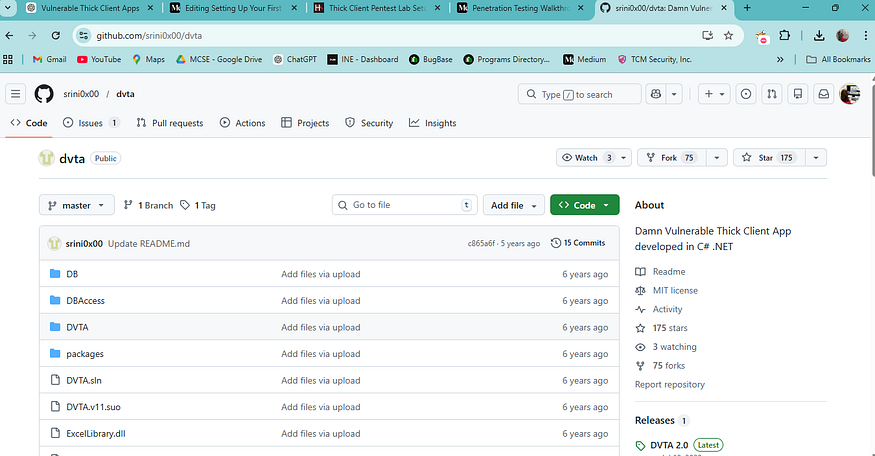 Vulnerable Thick Client Apps
Editing Setting Up Your First
Thick Client Pentest Lab Set
Penetration Testing Walkthro
srini0x00/dvta: Damn Vulner
github.com/srini0x00/dvta
Gmail
YouTube
Maps
MCSE - Google Drive
ChatGPT
INE - Dashboard
BugBase
Programs Directory...
Medium
TCM Security, Inc.
All Bookmarks
srini0x00 / dvta
Type / to search
Code
Issues 1
Pull requests
Actions
Projects
Security
Insights
dvta Public
Watch 3
Fork 75
Star 175
master
1 Branch
1 Tag
Go to file t
Add file
Code
srini0x00 Update README.md c865a6f · 5 years ago 15 Commits
DB Add files via upload 6 years ago
DBAccess Add files via upload 6 years ago
DVTA Add files via upload 6 years ago
packages Add files via upload 6 years ago
DVTA.sln Add files via upload 6 years ago
DVTA.v11.suo Add files via upload 6 years ago
ExcelLibrary.dll Add files via upload 6 years ago
About
Damn Vulnerable Thick Client App
developed in C# .NET
Readme
MIT license
Activity
175 stars
3 watching
75 forks
Report repository
Releases 1
DVTA 2.0 Latest